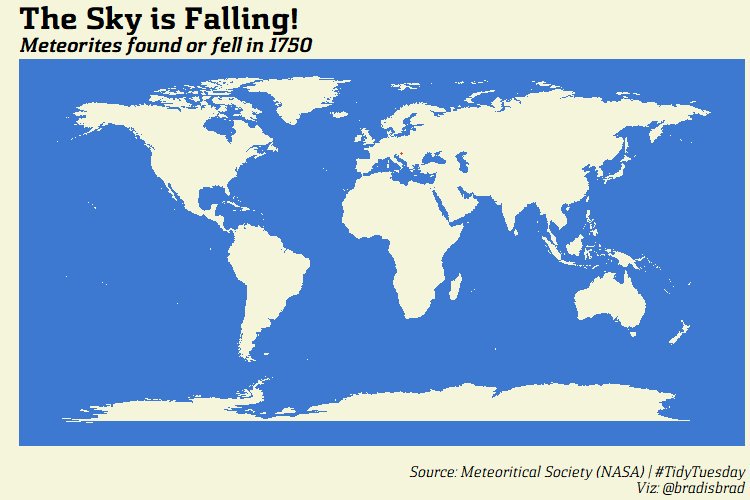 The Sky is Falling!
Meteorites found or fell in 1750
Source: Meteoritical Society (NASA) | #TidyTuesday
Viz: @bradisbrad